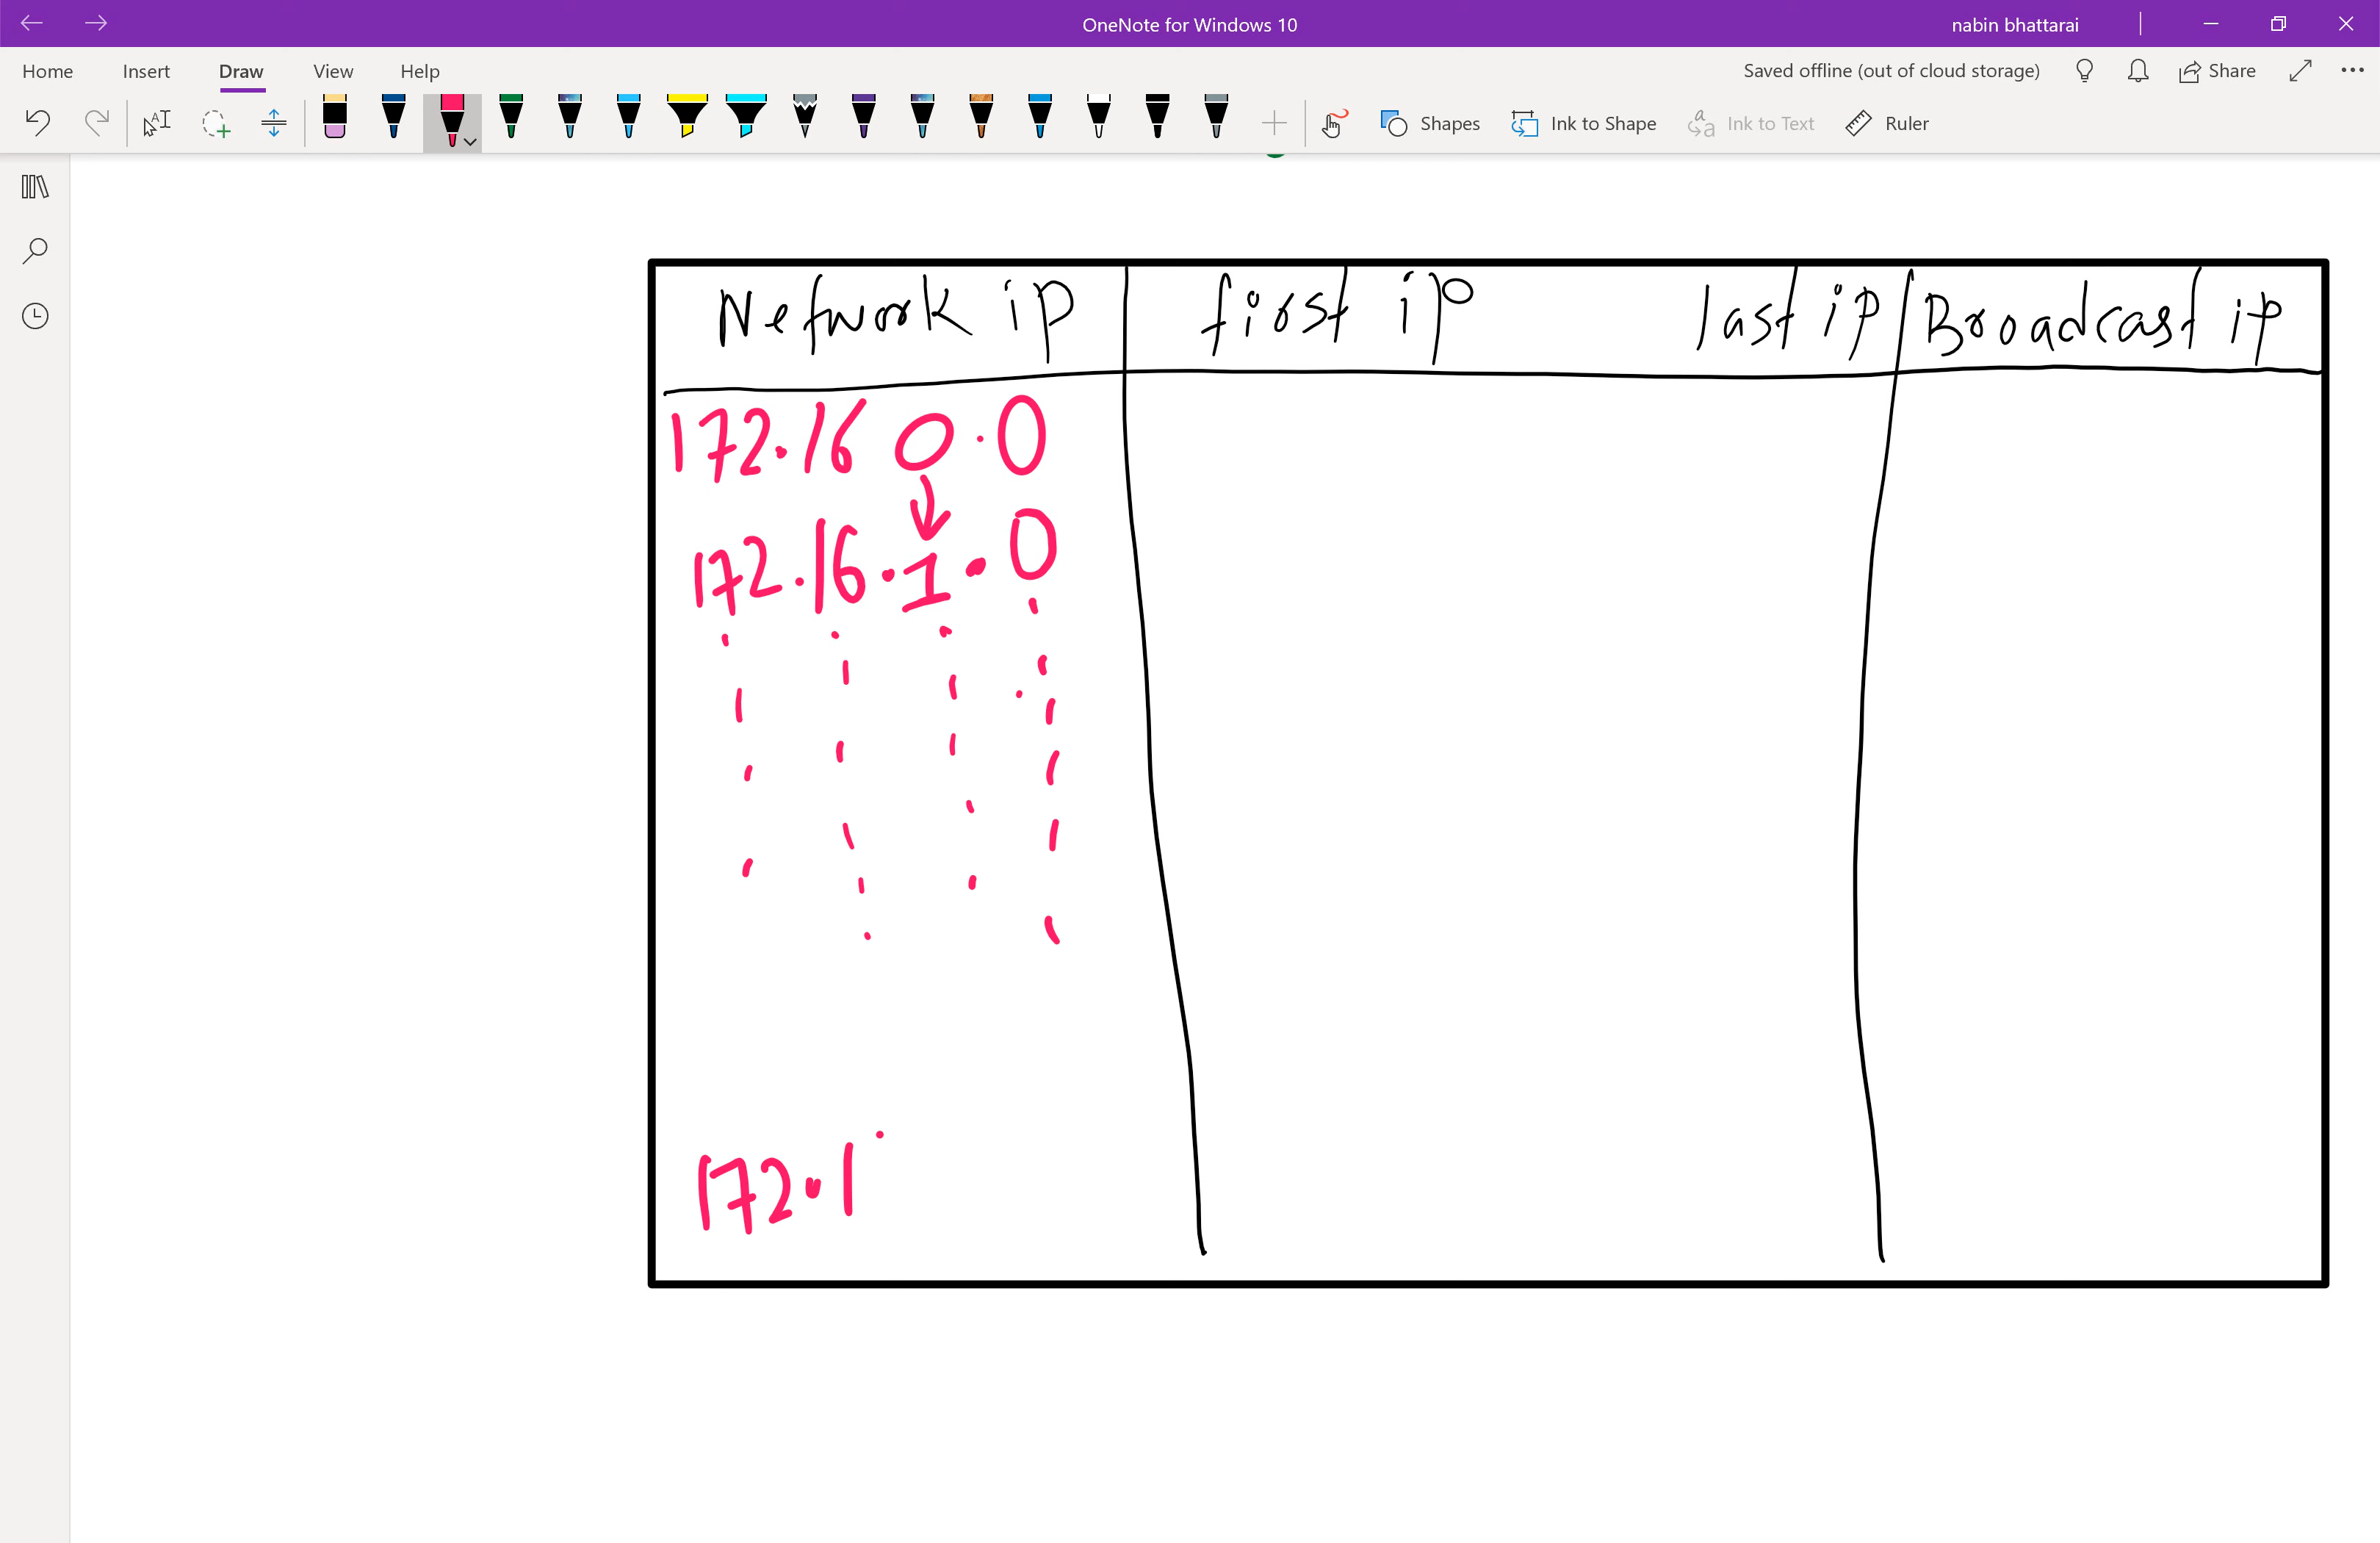 OneNote for Windows 10
nabin bhattarai
Home Insert Draw View Help
Saved offline (out of cloud storage)
Share
Shapes
Ink to Shape
Ink to Text
Ruler
Network ip first ip last ip Broadcast ip
172.16 0.0
172.16.1.0
172.1